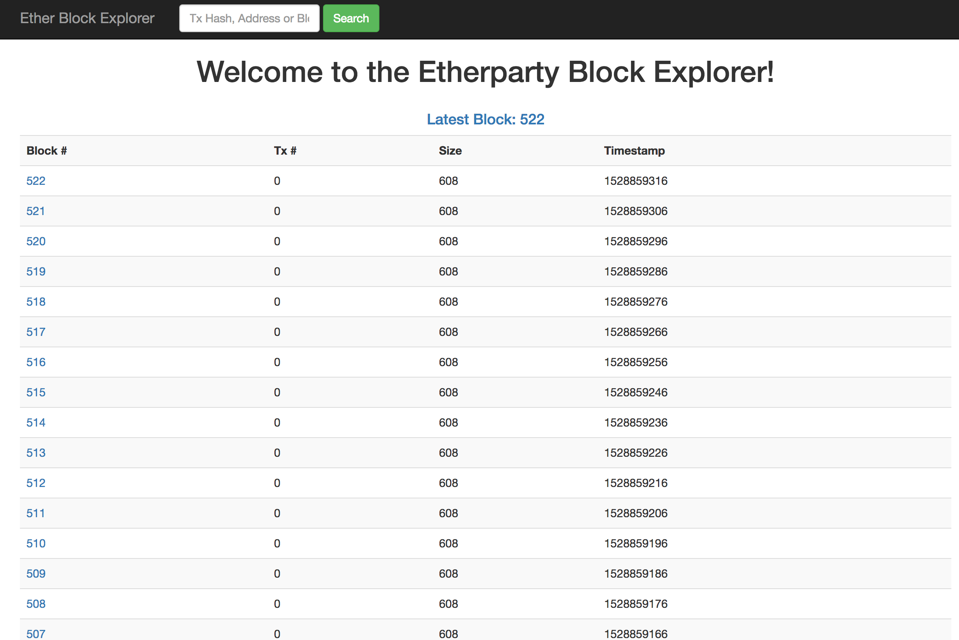 Ether Block Explorer Tx Hash, Address or Blo Search
Welcome to the Etherparty Block Explorer!
Latest Block: 522
Block # Tx # Size Timestamp
522 0 608 1528859316
521 0 608 1528859306
520 0 608 1528859296
519 0 608 1528859286
518 0 608 1528859276
517 0 608 1528859266
516 0 608 1528859256
515 0 608 1528859246
514 0 608 1528859236
513 0 608 1528859226
512 0 608 1528859216
511 0 608 1528859206
510 0 608 1528859196
509 0 608 1528859186
508 0 608 1528859176
507 0 608 1528859166